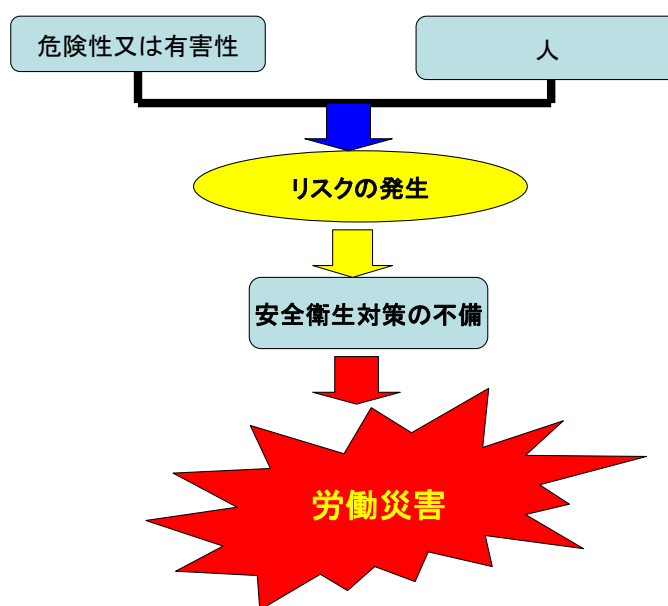 危険性又は有害性
人
リスクの発生
安全衛生対策の不備
労働災害